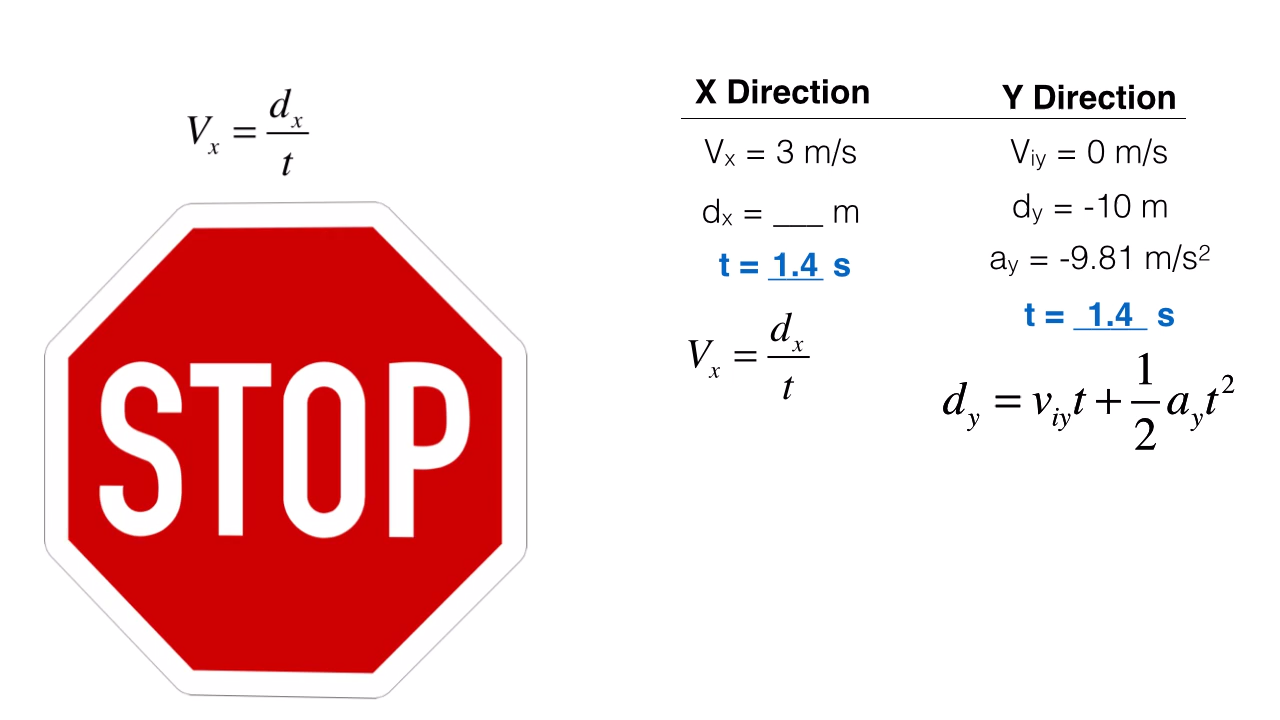 Vₓ = dₓ / t
STOP
X Direction
Vₓ = 3 m/s
dₓ = ___ m
t = 1.4 s
Vₓ = dₓ / t
Y Direction
Viy = 0 m/s
dy = -10 m
ay = -9.81 m/s²
t = 1.4 s
dy = viyt + 1/2 ayt²